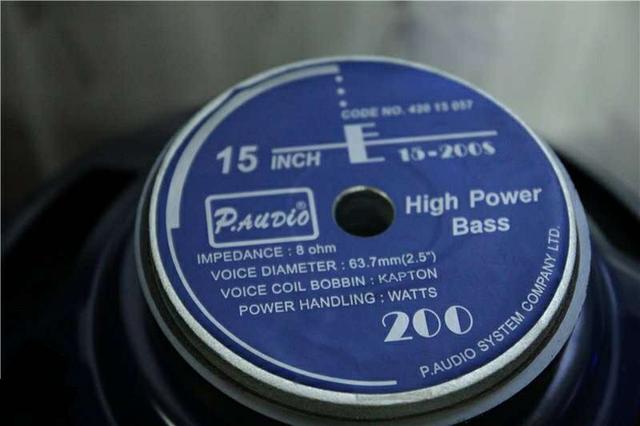 CODE NO. 420 15 057
15 INCH E 15-200S
P.AUDIO®
High Power
Bass
IMPEDANCE : 8 ohm
VOICE DIAMETER : 63.7mm(2.5")
VOICE COIL BOBBIN : KAPTON
POWER HANDLING : WATTS
200
P.AUDIO SYSTEM COMPANY LTD.